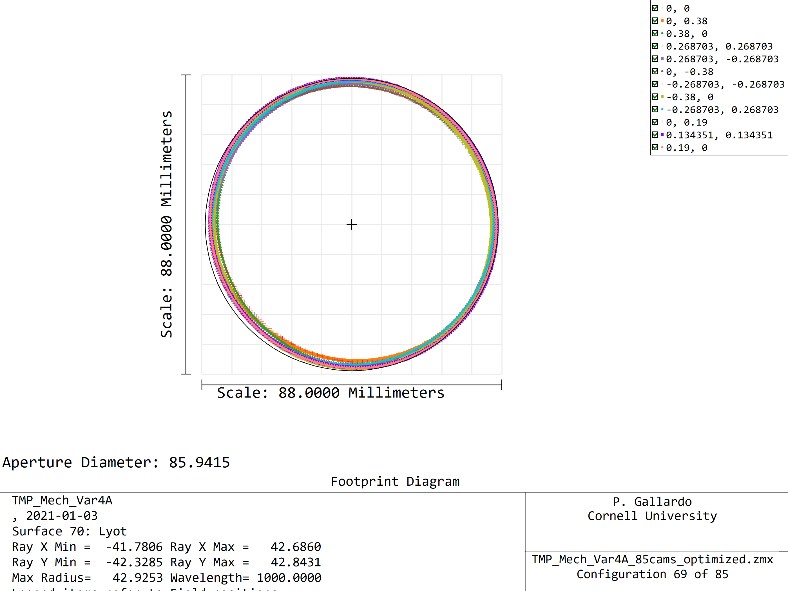 0, 0
0, 0.38
0.38, 0
0.268703, 0.268703
0.268703, -0.268703
0, -0.38
-0.268703, -0.268703
-0.38, 0
-0.268703, 0.268703
0, 0.19
0.134351, 0.134351
0.19, 0
Scale: 88.0000 Millimeters
Scale: 88.0000 Millimeters
Aperture Diameter: 85.9415
Footprint Diagram
TMP_Mech_Var4A
, 2021-01-03
Surface 70: Lyot
Ray X Min = -41.7806 Ray X Max = 42.6860
Ray Y Min = -42.3285 Ray Y Max = 42.8431
Max Radius= 42.9253 Wavelength= 1000.0000
P. Gallardo
Cornell University
TMP_Mech_Var4A_85cams_optimized.zmx
Configuration 69 of 85